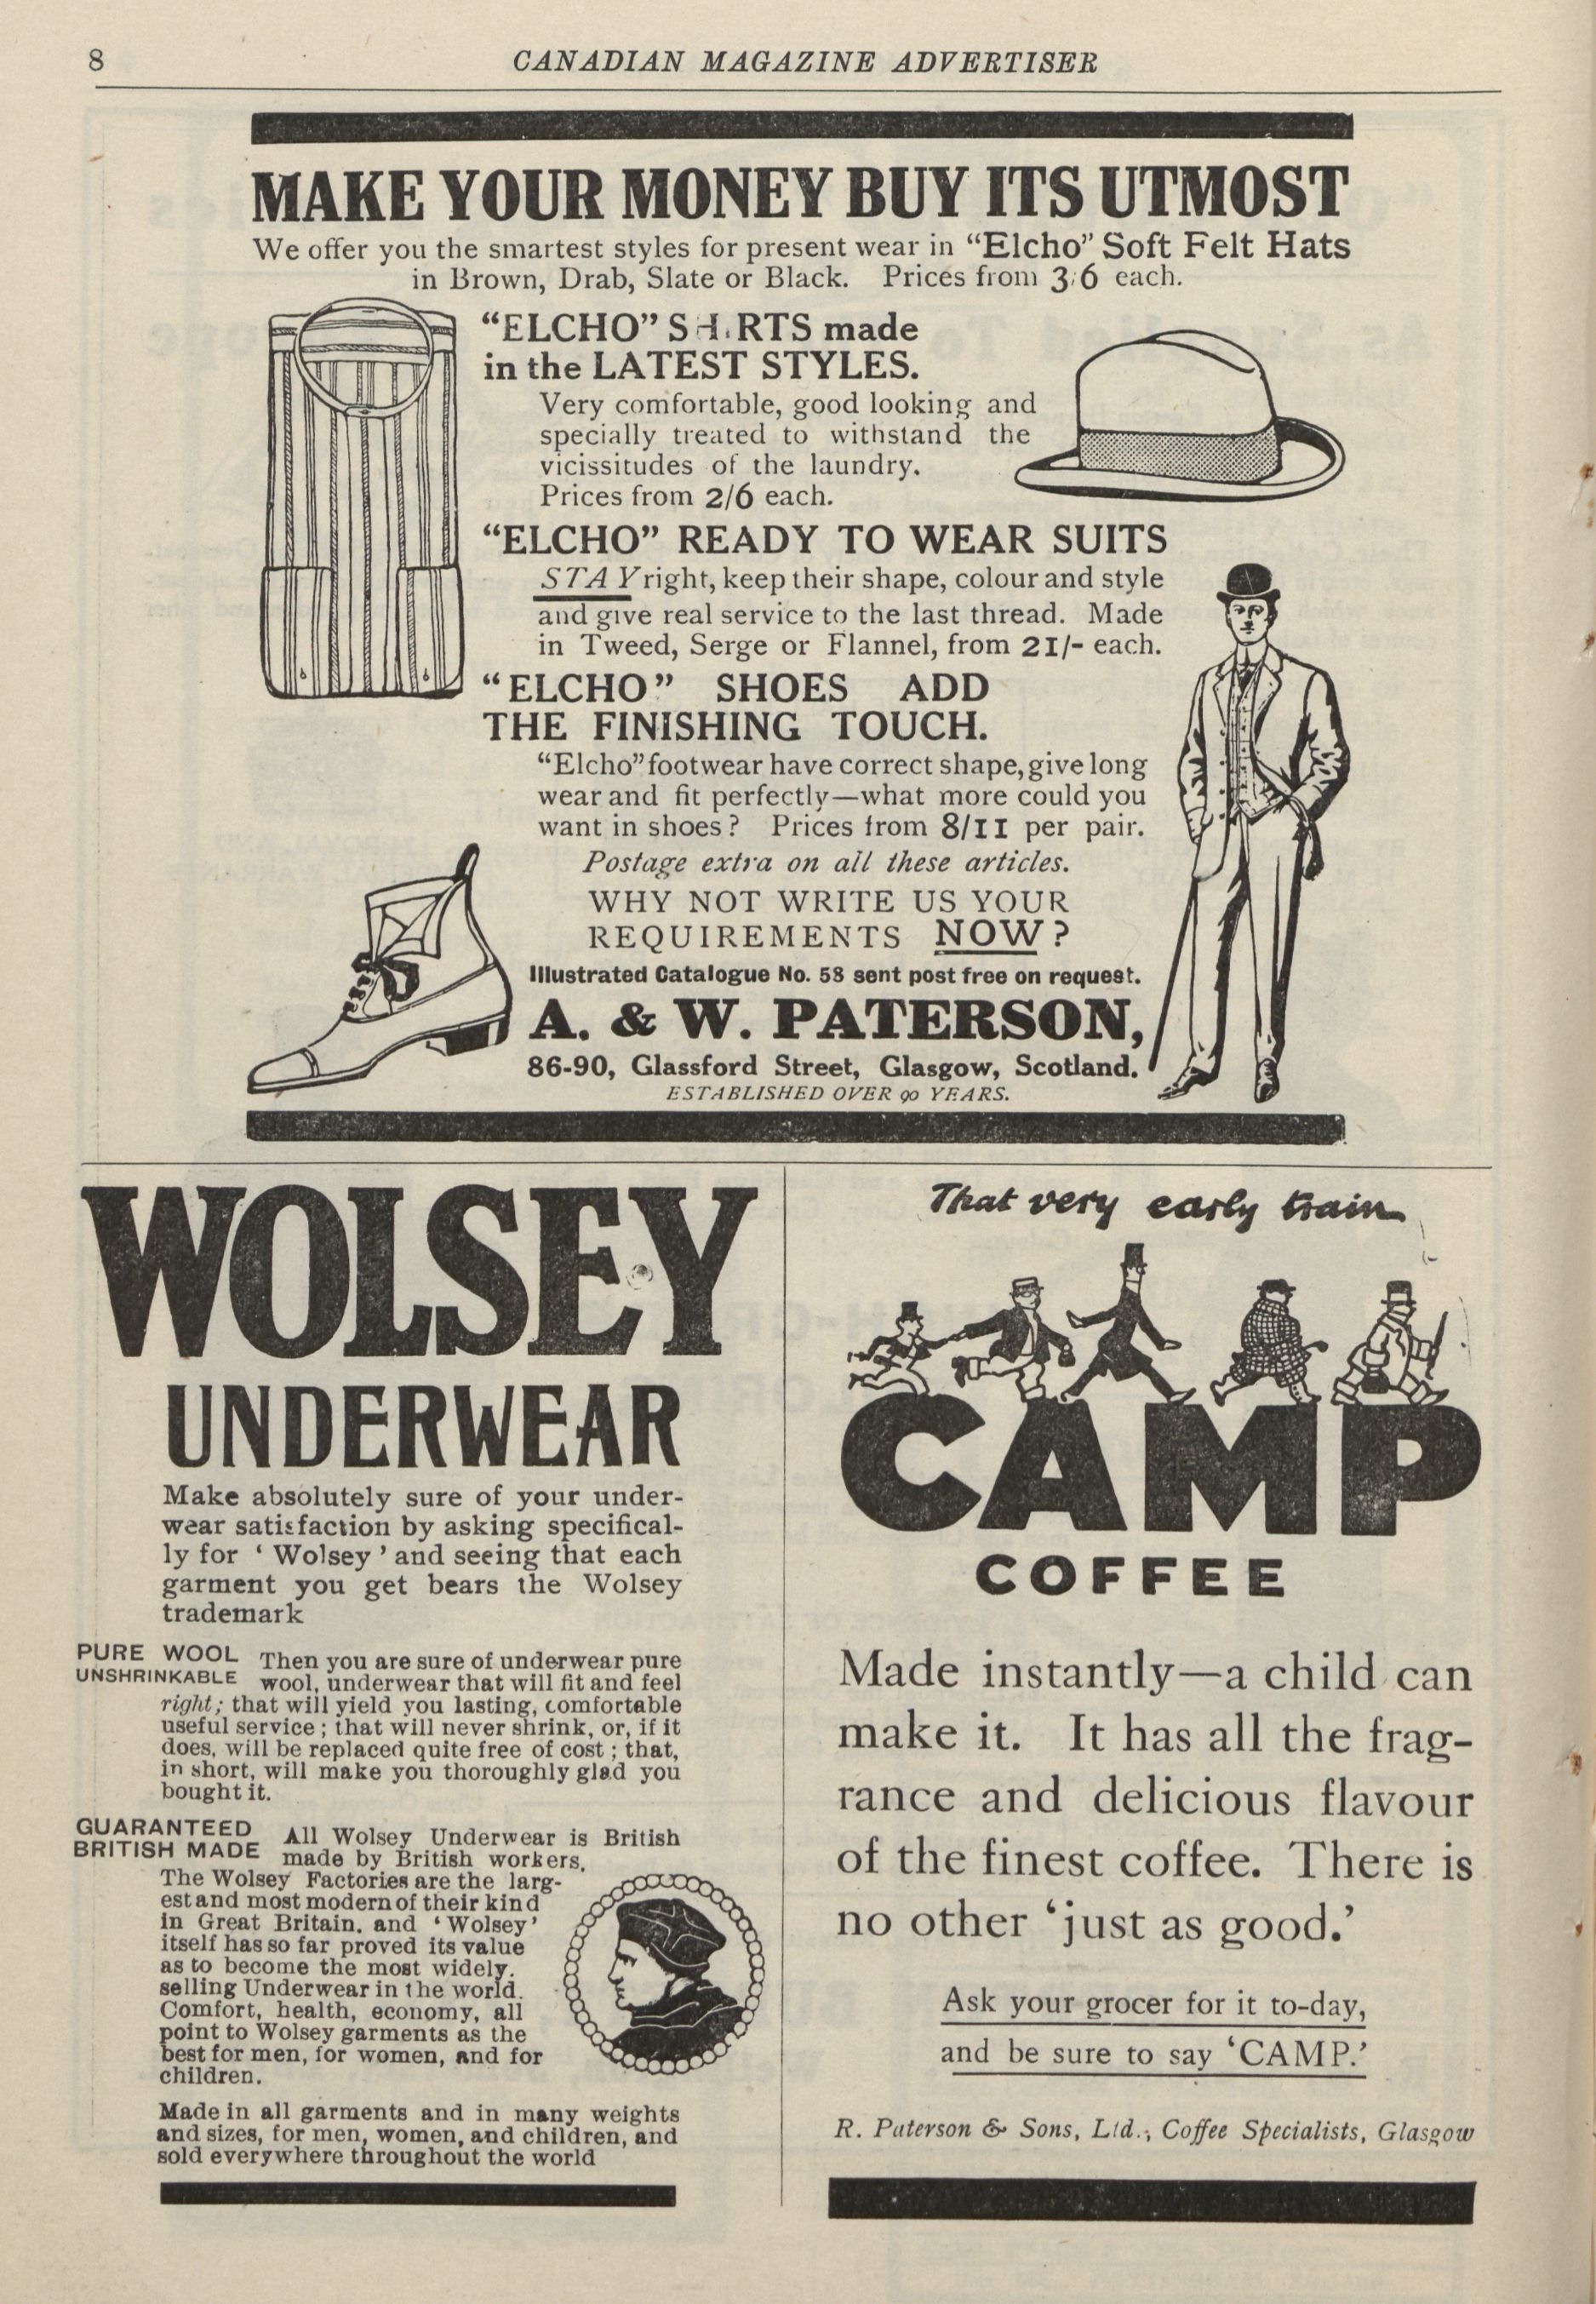 8
CANADIAN MAGAZINE ADVERTISER
MAKE YOUR MONEY BUY ITS UTMOST
We offer you the smartest styles for present wear in “Elcho” Soft Felt Hats
in Brown, Drab, Slate or Black. Prices from 3/6 each.
“ELCHO” SHIRTS made
in the LATEST STYLES.
Very comfortable, good looking and
specially treated to withstand the
vicissitudes of the laundry.
Prices from 2/6 each.
“ELCHO” READY TO WEAR SUITS
STAY right, keep their shape, colour and style
and give real service to the last thread. Made
in Tweed, Serge or Flannel, from 21/- each.
“ELCHO” SHOES ADD
THE FINISHING TOUCH.
“Elcho” footwear have correct shape, give long
wear and fit perfectly—what more could you
want in shoes? Prices from 8/11 per pair.
Postage extra on all these articles.
WHY NOT WRITE US YOUR
REQUIREMENTS NOW?
Illustrated Catalogue No. 58 sent post free on request.
A. & W. PATERSON,
86-90, Glassford Street, Glasgow, Scotland.
ESTABLISHED OVER 90 YEARS.
WOLSEY
UNDERWEAR
Make absolutely sure of your under-
wear satisfaction by asking specifical-
ly for ‘ Wolsey ’ and seeing that each
garment you get bears the Wolsey
trademark
PURE WOOL
UNSHRINKABLE
Then you are sure of underwear pure
wool, underwear that will fit and feel
right; that will yield you lasting, comfortable
useful service; that will never shrink, or, if it
does, will be replaced quite free of cost; that,
in short, will make you thoroughly glad you
bought it.
GUARANTEED
BRITISH MADE
All Wolsey Underwear is British
made by British workers.
The Wolsey Factories are the larg-
est and most modern of their kind
in Great Britain. and ‘Wolsey’
itself has so far proved its value
as to become the most widely.
selling Underwear in the world.
Comfort, health, economy, all
point to Wolsey garments as the
best for men, for women, and for
children.
Made in all garments and in many weights
and sizes, for men, women, and children, and
sold everywhere throughout the world
That very early train
CAMP
COFFEE
Made instantly—a child can
make it. It has all the frag-
rance and delicious flavour
of the finest coffee. There is
no other ‘just as good.’
Ask your grocer for it to-day,
and be sure to say ‘CAMP.’
R. Paterson & Sons, Ltd., Coffee Specialists, Glasgow